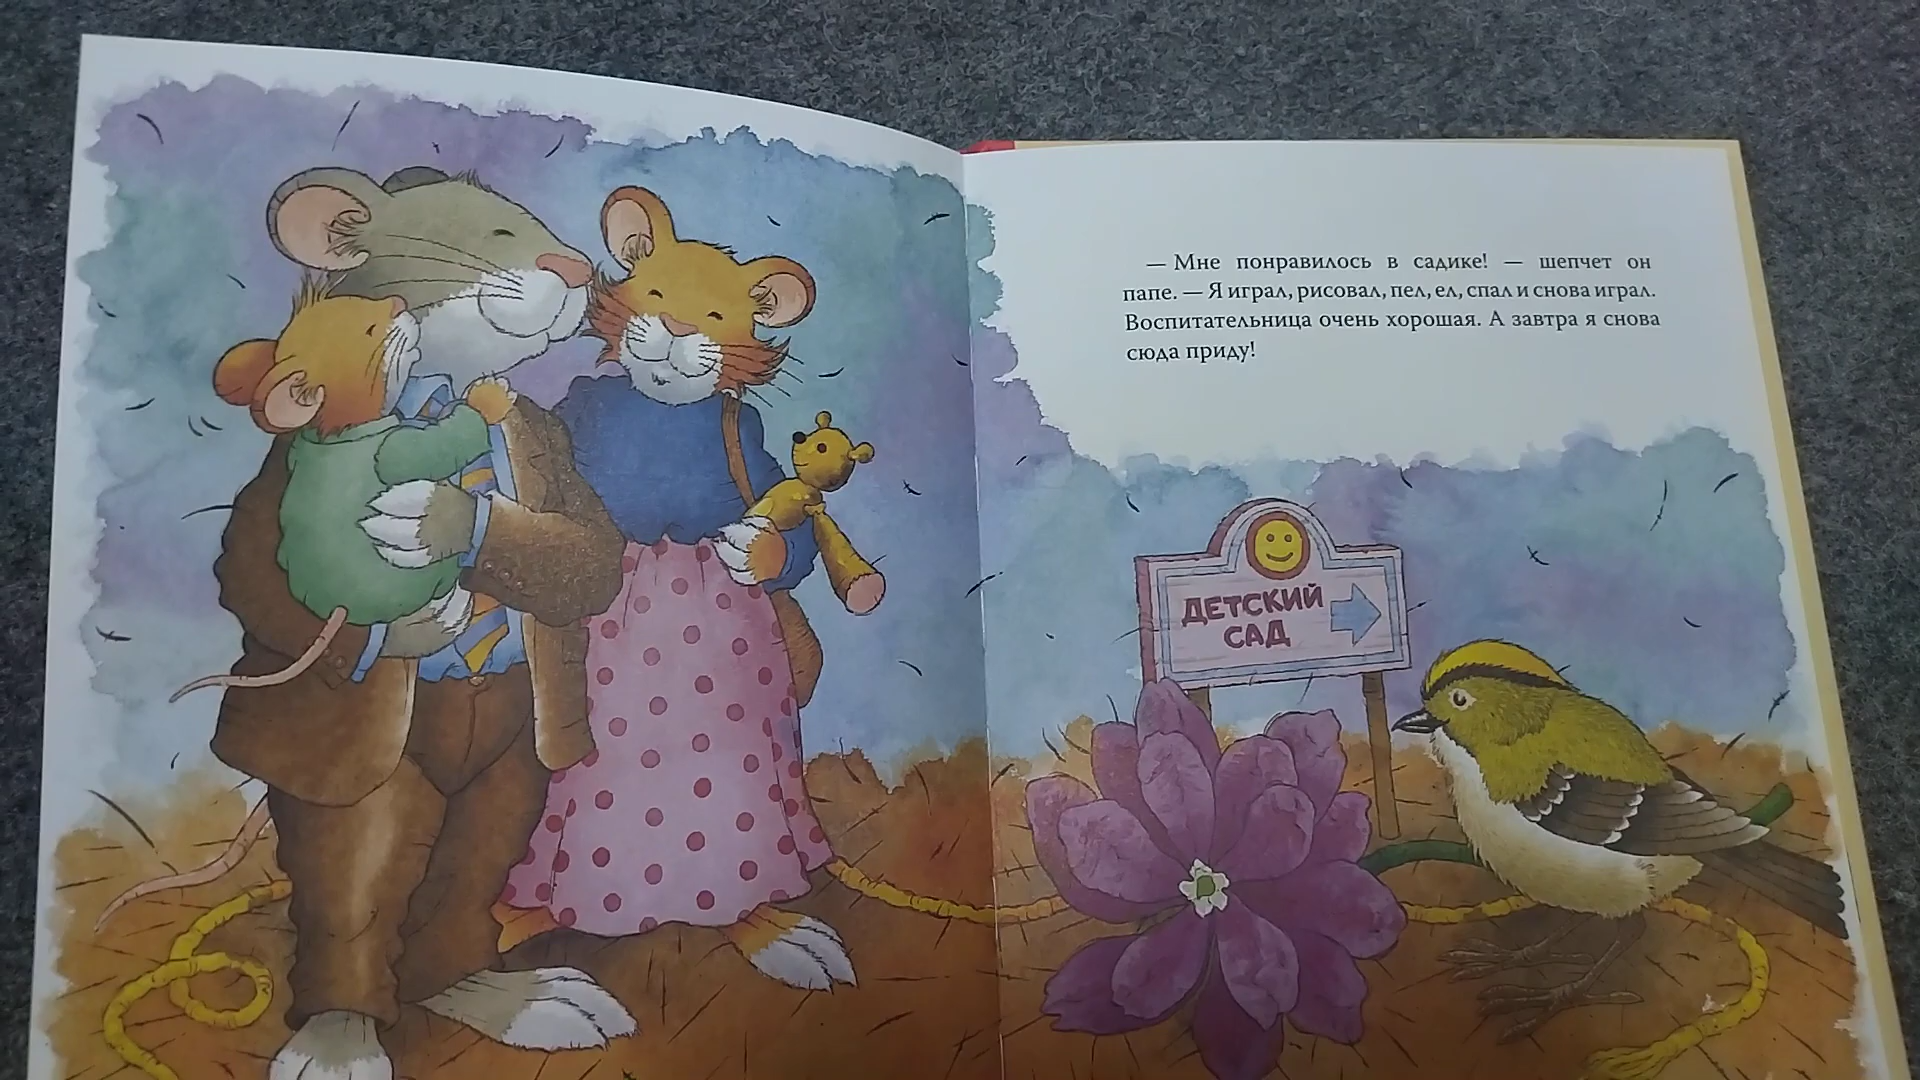 — Мне понравилось в садике! — шепчет он
папе. — Я играл, рисовал, пел, ел, спал и снова играл.
Воспитательница очень хорошая. А завтра я снова
сюда приду!
ДЕТСКИЙ
САД